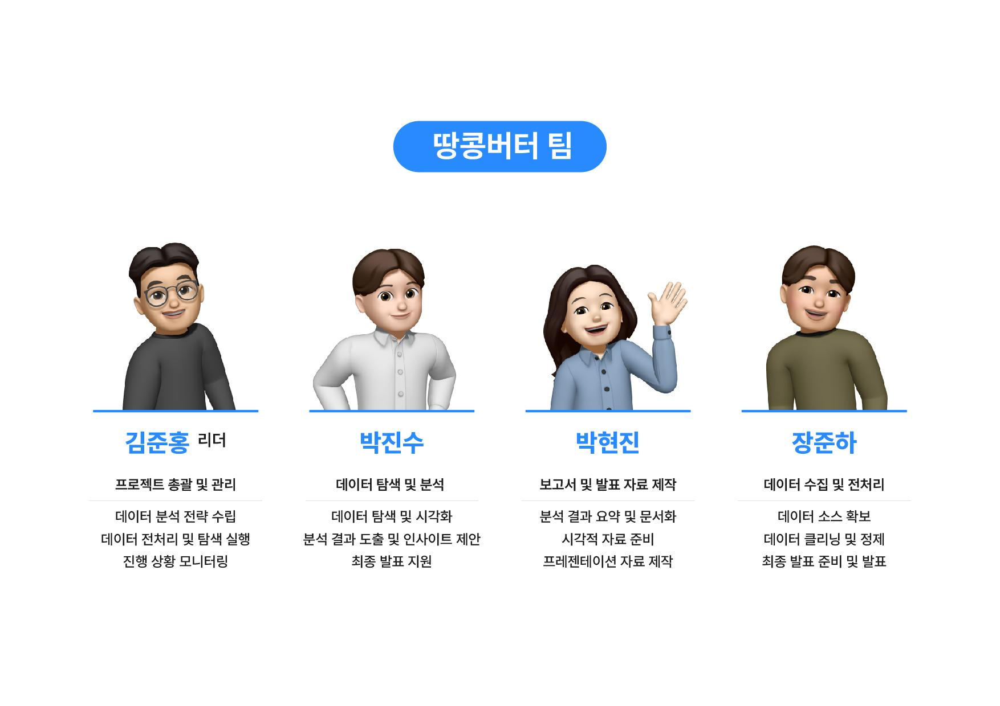 땅콩버터 팀
김준홍 리더
프로젝트 총괄 및 관리
데이터 분석 전략 수립
데이터 전처리 및 탐색 실행
진행 상황 모니터링
박진수
데이터 탐색 및 분석
데이터 탐색 및 시각화
분석 결과 도출 및 인사이트 제안
최종 발표 지원
박현진
보고서 및 발표 자료 제작
분석 결과 요약 및 문서화
시각적 자료 준비
프레젠테이션 자료 제작
장준하
데이터 수집 및 전처리
데이터 소스 확보
데이터 클리닝 및 정제
최종 발표 준비 및 발표